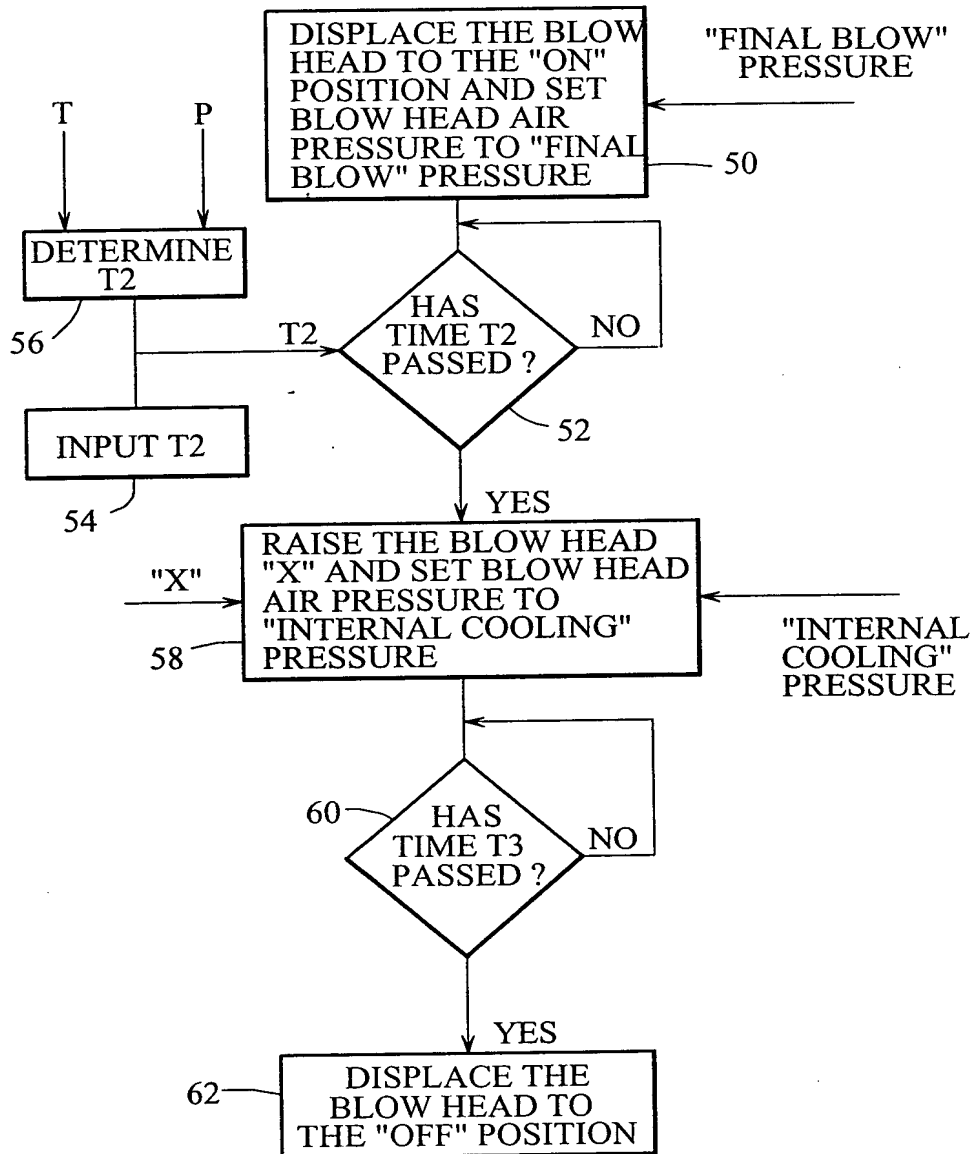 DISPLACE THE BLOW
HEAD TO THE "ON"
POSITION AND SET
BLOW HEAD AIR
PRESSURE TO "FINAL
BLOW" PRESSURE
"FINAL BLOW"
PRESSURE
50
T
P
DETERMINE
T2
56
T2
HAS
TIME T2
PASSED ?
NO
52
INPUT T2
54
YES
RAISE THE BLOW HEAD
"X" AND SET BLOW HEAD
AIR PRESSURE TO
"INTERNAL COOLING"
PRESSURE
"X"
58
"INTERNAL
COOLING"
PRESSURE
60
HAS
TIME T3
PASSED ?
NO
YES
62
DISPLACE THE
BLOW HEAD TO
THE "OFF" POSITION